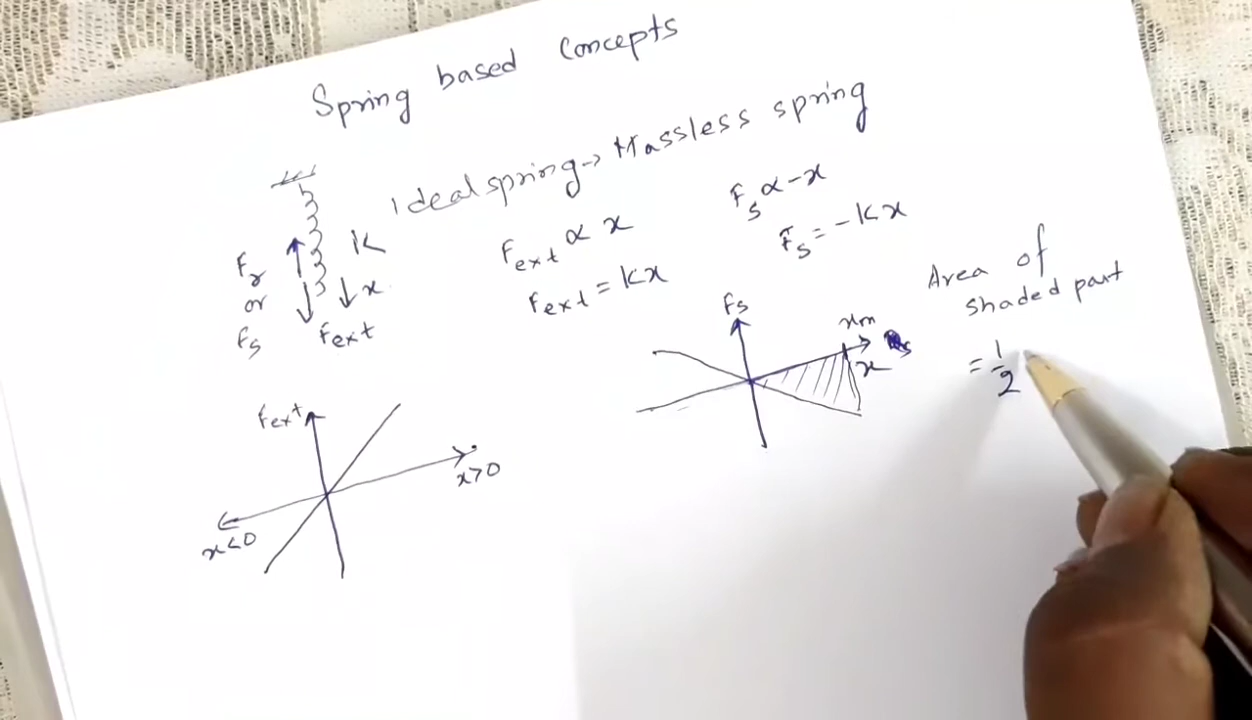 Spring based Concepts
Ideal spring → Massless spring
K
Fr
or
Fs
x
Fext
Fext ∝ x
Fext = Kx
Fs ∝ -x
Fs = -Kx
Fs
xm
x
Area of
shaded part
= 1/2
Fext
x>0
x<0